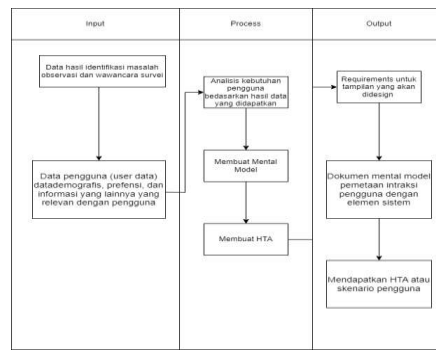 Input
Process
Output
Data hasil identifikasi masalah
observasi dan wawancara survei
Data pengguna (user data)
datademografis, prefensi, dan
informasi yang lainnya yang
relevan dengan pengguna
Analisis kebutuhan
pengguna
bedasarkan hasil data
yang didapatkan
Membuat Mental
Model
Membuat HTA
Requirements untuk
tampilan yang akan
didesign
Dokumen mental model
pemetaan intraksi
pengguna dengan
elemen sistem
Mendapatkan HTA atau
skenario pengguna